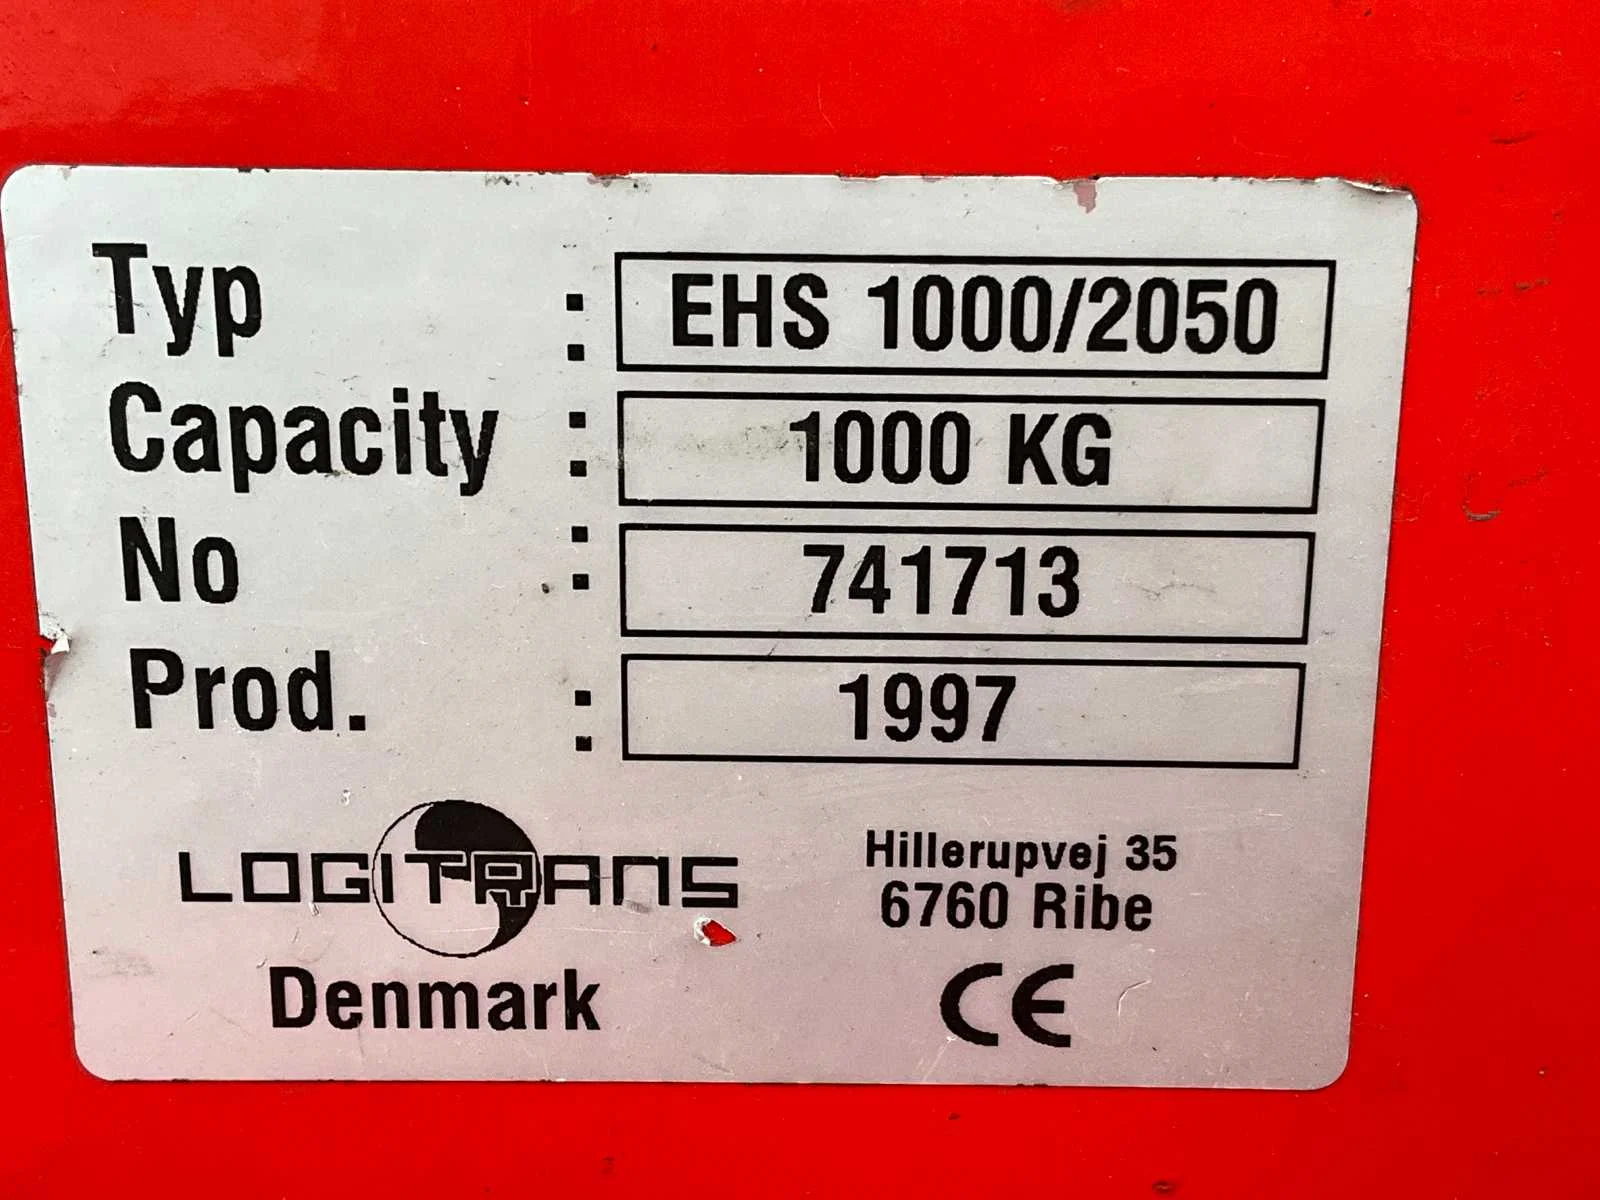 Typ : EHS 1000/2050
Capacity : 1000 KG
No : 741713
Prod. : 1997
LOGITRANS
Denmark
Hillerupvej 35
6760 Ribe
CE